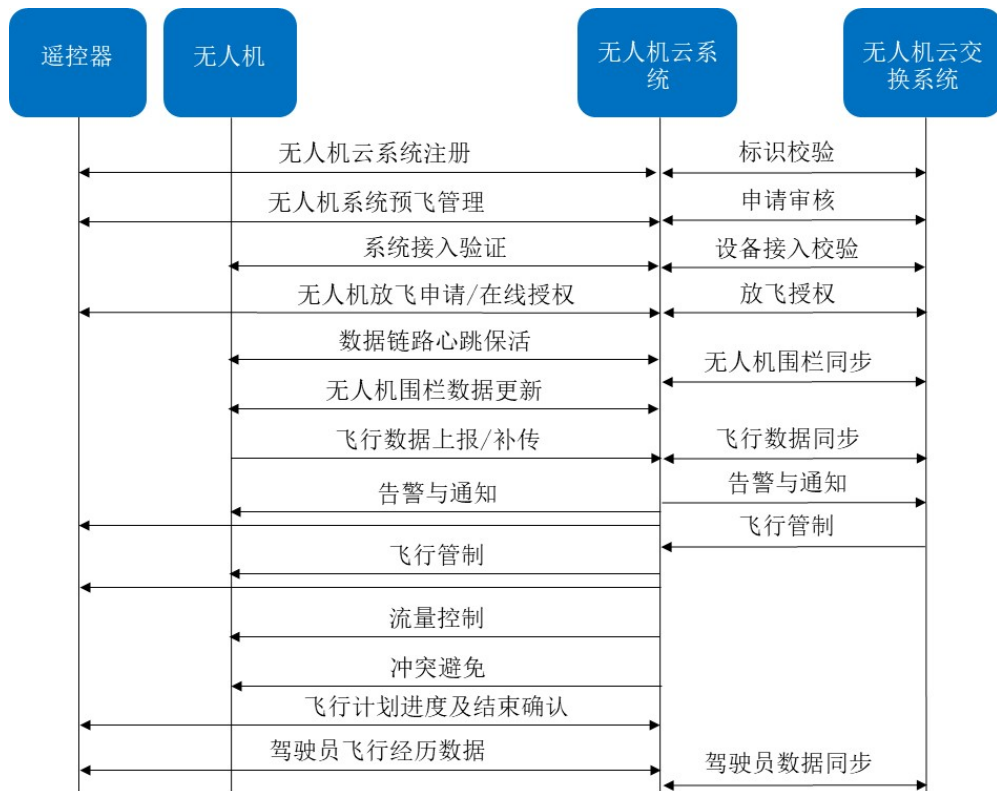 遥控器
无人机
无人机云系
统
无人机云交
换系统
无人机云系统注册
标识校验
无人机系统预飞管理
申请审核
系统接入验证
设备接入校验
无人机放飞申请/在线授权
放飞授权
数据链路心跳保活
无人机围栏同步
无人机围栏数据更新
飞行数据上报/补传
飞行数据同步
告警与通知
告警与通知
飞行管制
飞行管制
流量控制
冲突避免
飞行计划进度及结束确认
驾驶员飞行经历数据
驾驶员数据同步